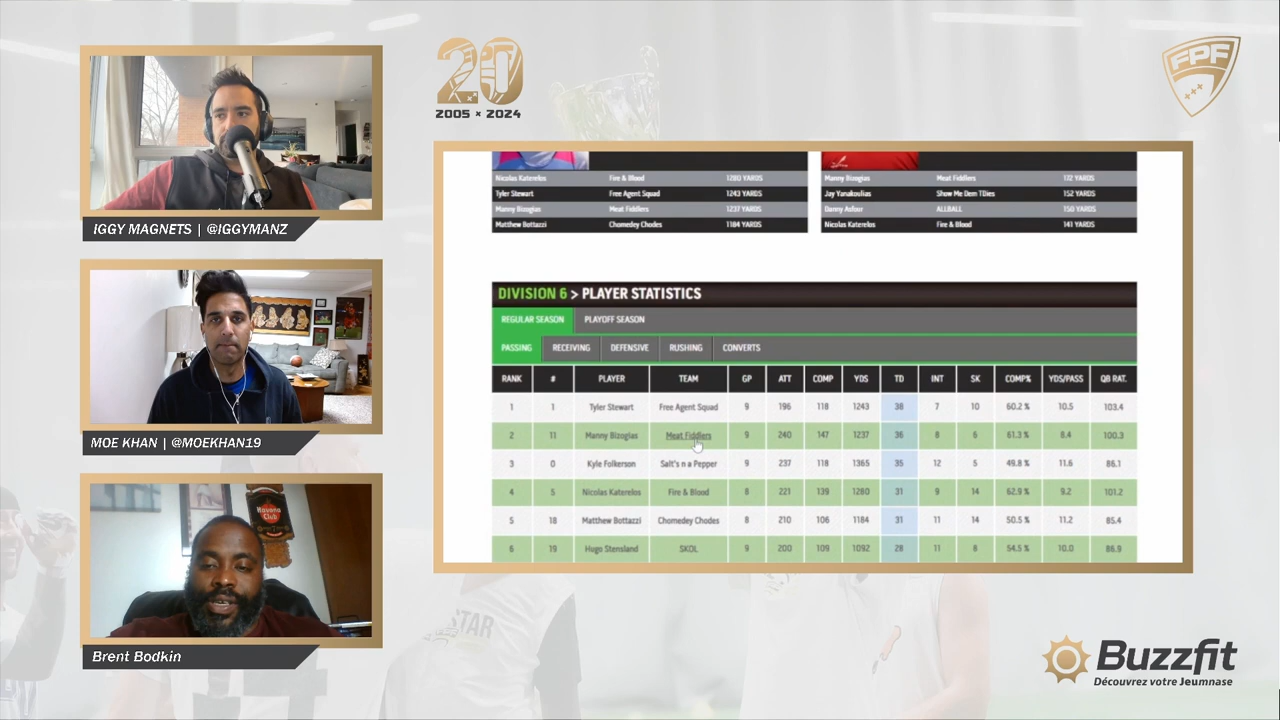 IGGY MAGNETS | @IGGYMANZ
MOE KHAN | @MOEKHAN19
Havana
Club
Brent Bodkin
20
2005 × 2024
FPF
Nicolas Katerelos Fire & Blood 1280 YARDS
Tyler Stewart Free Agent Squad 1243 YARDS
Manny Bizogias Meat Fiddlers 1237 YARDS
Matthew Bottazzi Chomedey Chodes 1184 YARDS
Manny Bizogias Meat Fiddlers 172 YARDS
Jay Yanakoulias Show Me Dem TDies 152 YARDS
Danny Asfour ALLBALL 150 YARDS
Nicolas Katerelos Fire & Blood 141 YARDS
DIVISION 6 > PLAYER STATISTICS
REGULAR SEASON PLAYOFF SEASON
PASSING RECEIVING DEFENSIVE RUSHING CONVERTS
RANK # PLAYER TEAM GP ATT COMP YDS TD INT SK COMP% YDS/PASS QB RAT.
1 1 Tyler Stewart Free Agent Squad 9 196 118 1243 38 7 10 60.2 % 10.5 103.4
2 11 Manny Bizogias Meat Fiddlers 9 240 147 1237 36 8 6 61.3 % 8.4 100.3
3 0 Kyle Folkerson Salt's n a Pepper 9 237 118 1365 35 12 5 49.8 % 11.6 86.1
4 5 Nicolas Katerelos Fire & Blood 8 221 139 1280 31 9 14 62.9 % 9.2 101.2
5 18 Matthew Bottazzi Chomedey Chodes 8 210 106 1184 31 11 14 50.5 % 11.2 85.4
6 19 Hugo Stensland SKOL 9 200 109 1092 28 11 8 54.5 % 10.0 86.9
STAR
Buzzfit
Découvrez votre Jeumnase